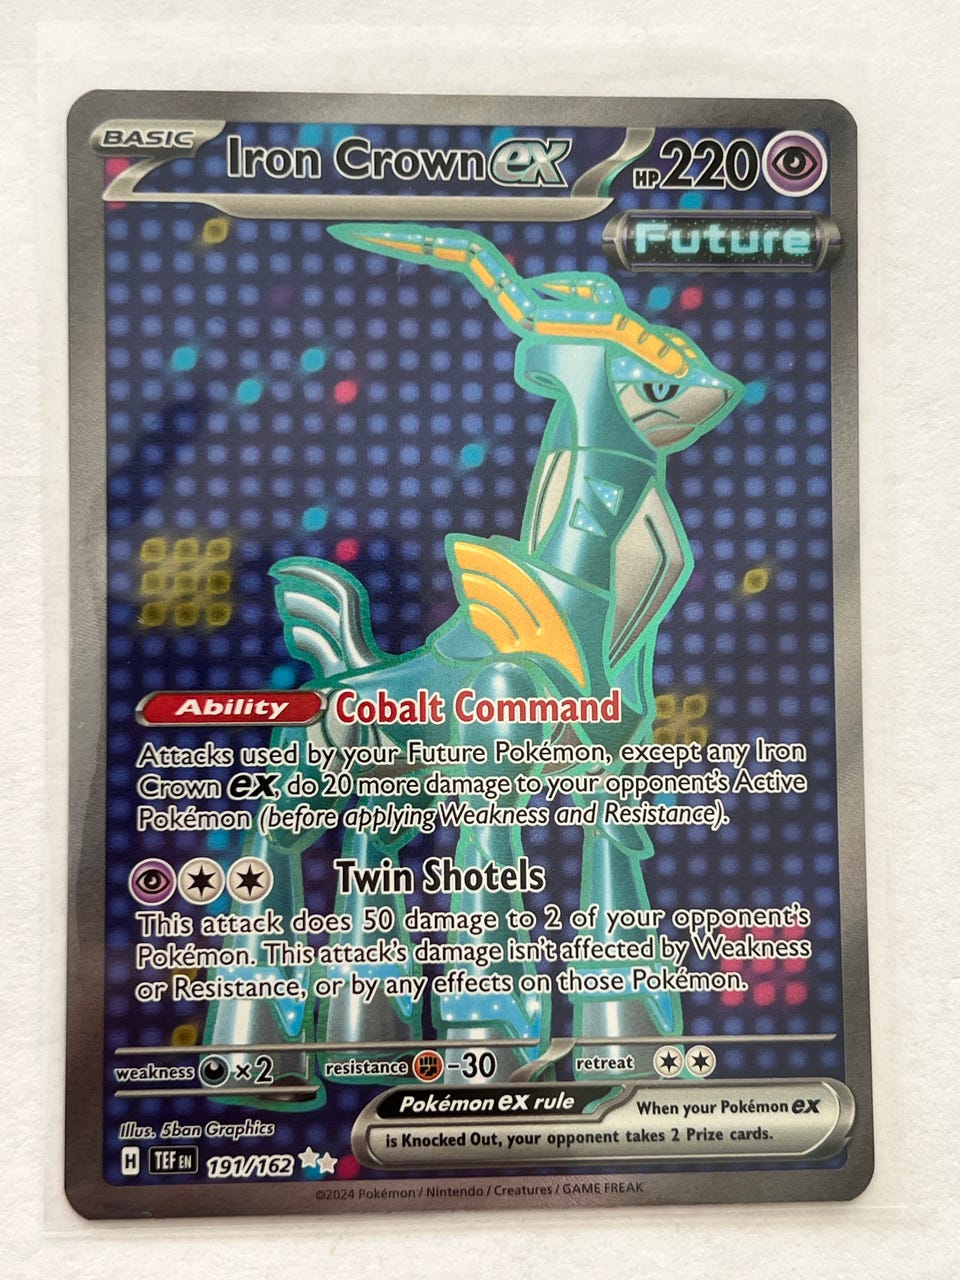 BASIC
Iron Crown ex
HP 220
Future
Ability Cobalt Command
Attacks used by your Future Pokémon, except any Iron
Crown ex, do 20 more damage to your opponent's Active
Pokémon (before applying Weakness and Resistance).
Twin Shotels
This attack does 50 damage to 2 of your opponent's
Pokémon. This attack's damage isn't affected by Weakness
or Resistance, or by any effects on those Pokémon.
weakness ×2 resistance -30 retreat
Pokémon ex rule When your Pokémon ex
is Knocked Out, your opponent takes 2 Prize cards.
Illus. 5ban Graphics
H TEF EN 191/162
©2024 Pokémon / Nintendo / Creatures / GAME FREAK